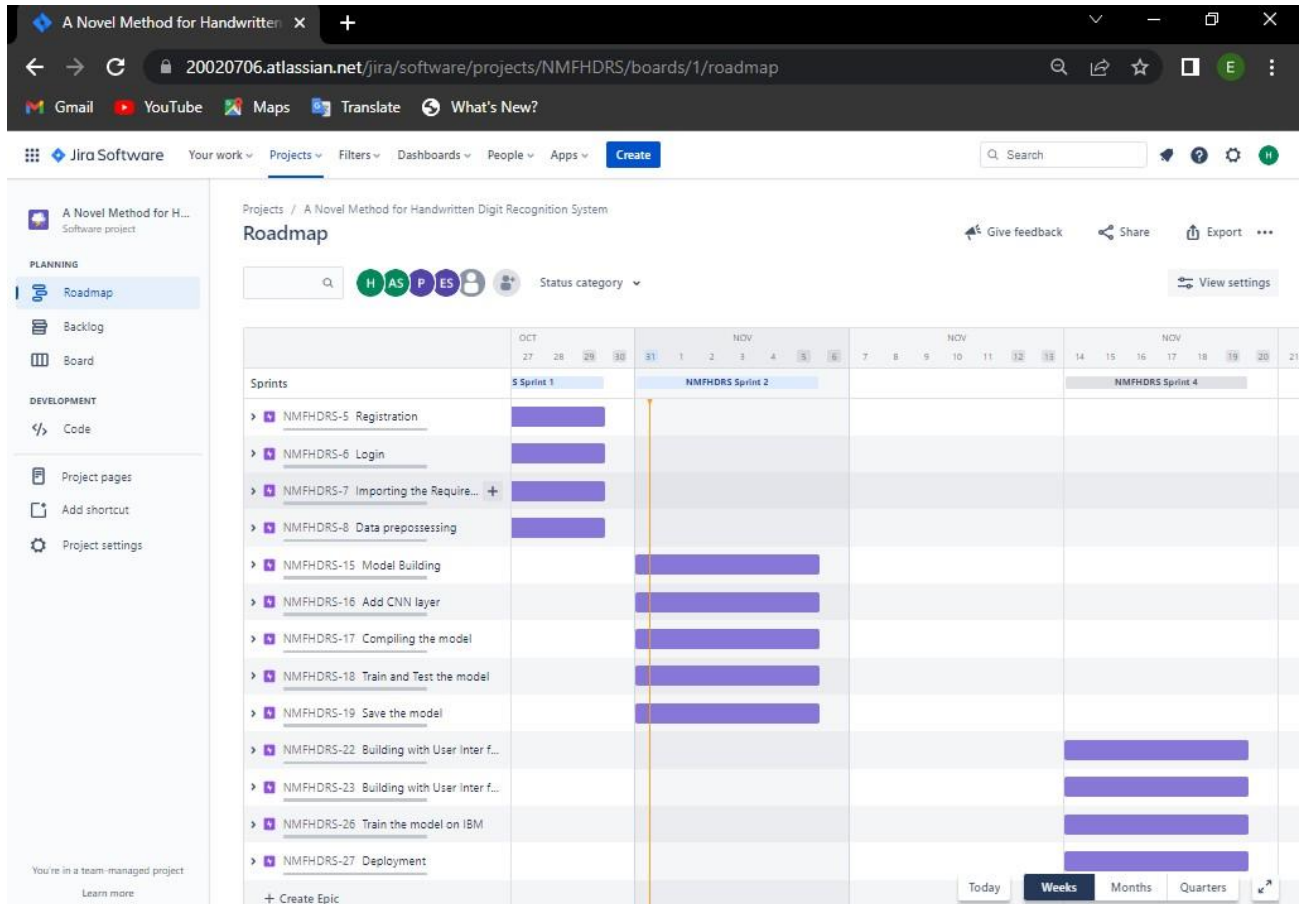 A Novel Method for Handwritten
20020706.atlassian.net/jira/software/projects/NMFHDRS/boards/1/roadmap
E
Gmail YouTube Maps Translate What's New?
Jira Software Your work Projects Filters Dashboards People Apps Create Search H
A Novel Method for H...
Software project
PLANNING
Roadmap
Backlog
Board
DEVELOPMENT
Code
Project pages
Add shortcut
Project settings
You're in a team-managed project
Learn more
Projects / A Novel Method for Handwritten Digit Recognition System
Roadmap
Give feedback Share Export
H AS P ES Status category View settings
OCT NOV NOV NOV
27 28 29 30 31 1 2 3 4 5 6 7 8 9 10 11 12 13 14 15 16 17 18 19 20 21
Sprints S Sprint 1 NMFHDRS Sprint 2 NMFHDRS Sprint 4
NMFHDRS-5 Registration
NMFHDRS-6 Login
NMFHDRS-7 Importing the Require...
NMFHDRS-8 Data prepossessing
NMFHDRS-15 Model Building
NMFHDRS-16 Add CNN layer
NMFHDRS-17 Compiling the model
NMFHDRS-18 Train and Test the model
NMFHDRS-19 Save the model
NMFHDRS-22 Building with User Inter f...
NMFHDRS-23 Building with User Inter f...
NMFHDRS-26 Train the model on IBM
NMFHDRS-27 Deployment
+ Create Epic
Today Weeks Months Quarters